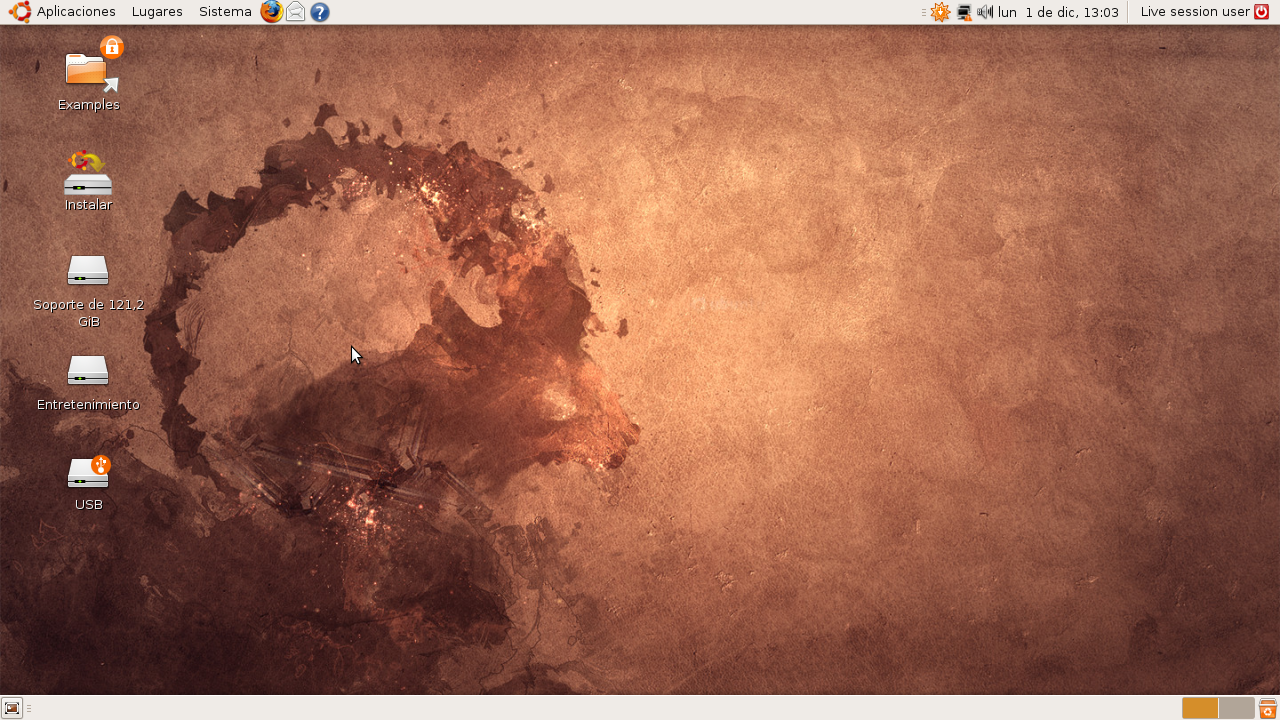 Aplicaciones Lugares Sistema lun 1 de dic, 13:03 Live session user
Examples
Instalar
Soporte de 121,2
GiB
Entretenimiento
USB